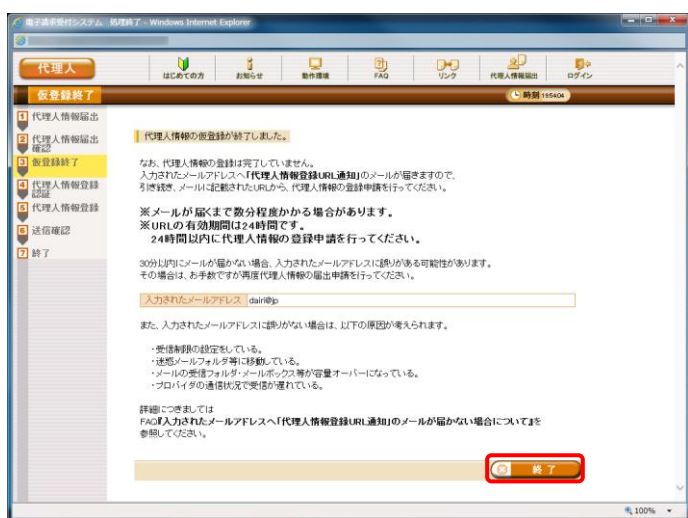 電子請求受付システム 処理終了 - Windows Internet Explorer
代理人
はじめての方 お知らせ 動作環境 FAQ リンク 代理人情報届出 ログイン
仮登録終了
時刻 195404
1 代理人情報届出
2 代理人情報届出
確認
3 仮登録終了
4 代理人情報登録
認証
5 代理人情報登録
6 送信確認
7 終了
代理人情報の仮登録が終了しました。
なお、代理人情報の登録は完了していません。
入力されたメールアドレスへ「代理人情報登録URL通知」のメールが届きますので、
引き続き、メールに記載されたURLから、代理人情報の登録申請を行ってください。
※メールが届くまで数分程度かかる場合があります。
※URLの有効期間は24時間です。
24時間以内に代理人情報の登録申請を行ってください。
30分以内にメールが届かない場合、入力されたメールアドレスに誤りがある可能性があります。
その場合は、お手数ですが再度代理人情報の届出申請を行ってください。
入力されたメールアドレス dairi@jp
また、入力されたメールアドレスに誤りがない場合は、以下の原因が考えられます。
・受信制限の設定をしている。
・迷惑メールフォルダ等に移動している。
・メールの受信フォルダ・メールボックス等が容量オーバーになっている。
・プロバイダの通信状況で受信が遅れている。
詳細につきましては
FAQ『入力されたメールアドレスへ「代理人情報登録URL通知」のメールが届かない場合について』を
参照してください。
終了
100%